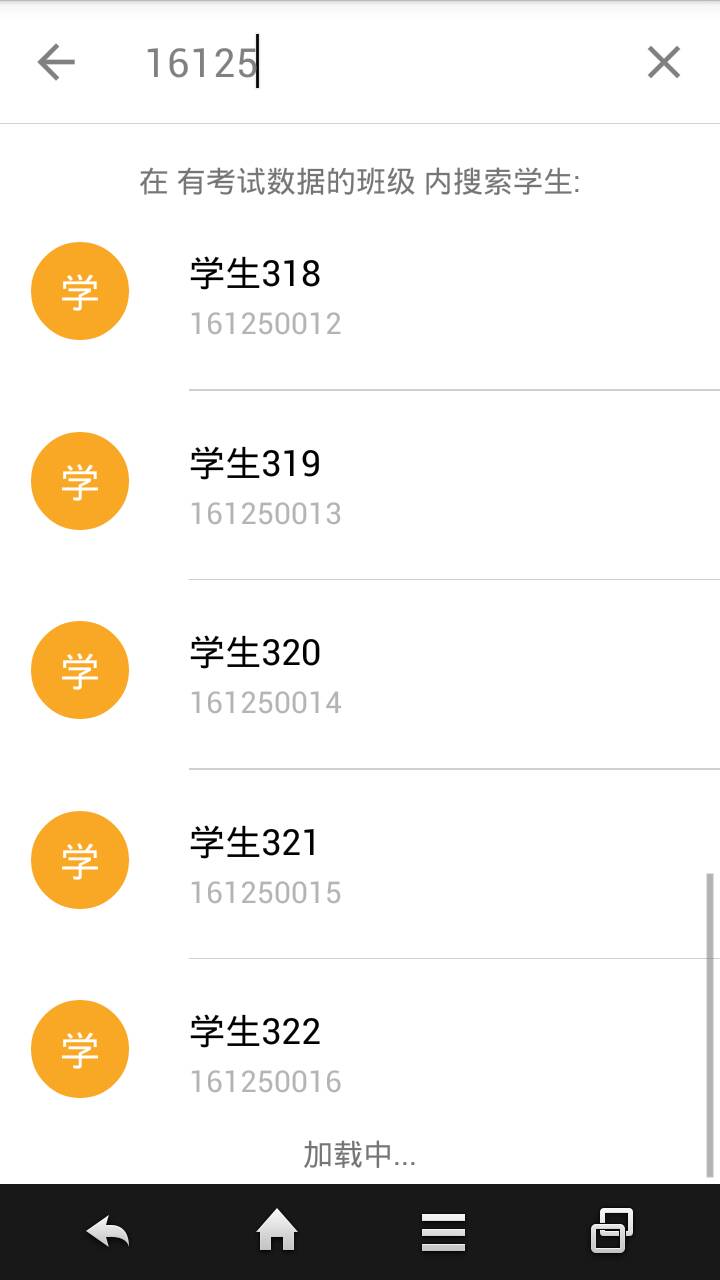 16125
在 有考试数据的班级 内搜索学生:
学
学生318
161250012
学
学生319
161250013
学
学生320
161250014
学
学生321
161250015
学
学生322
161250016
加载中...